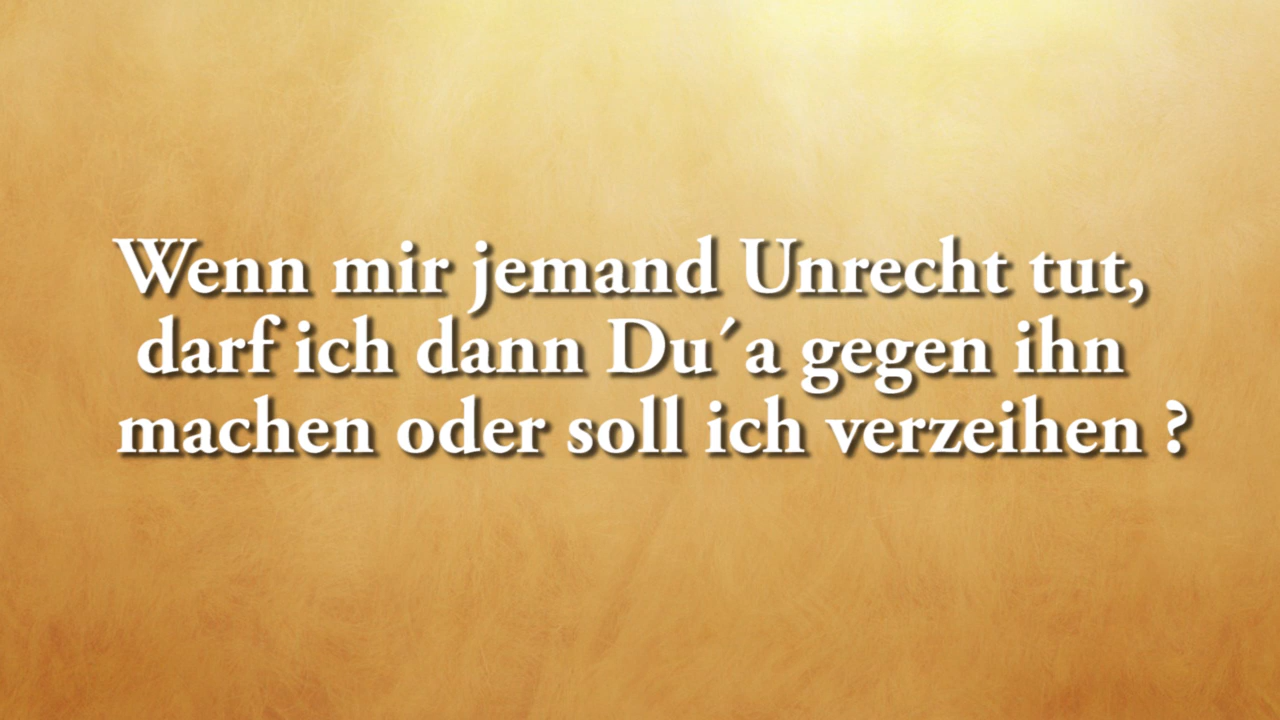 Wenn mir jemand Unrecht tut,
darf ich dann Du´a gegen ihn
machen oder soll ich verzeihen ?